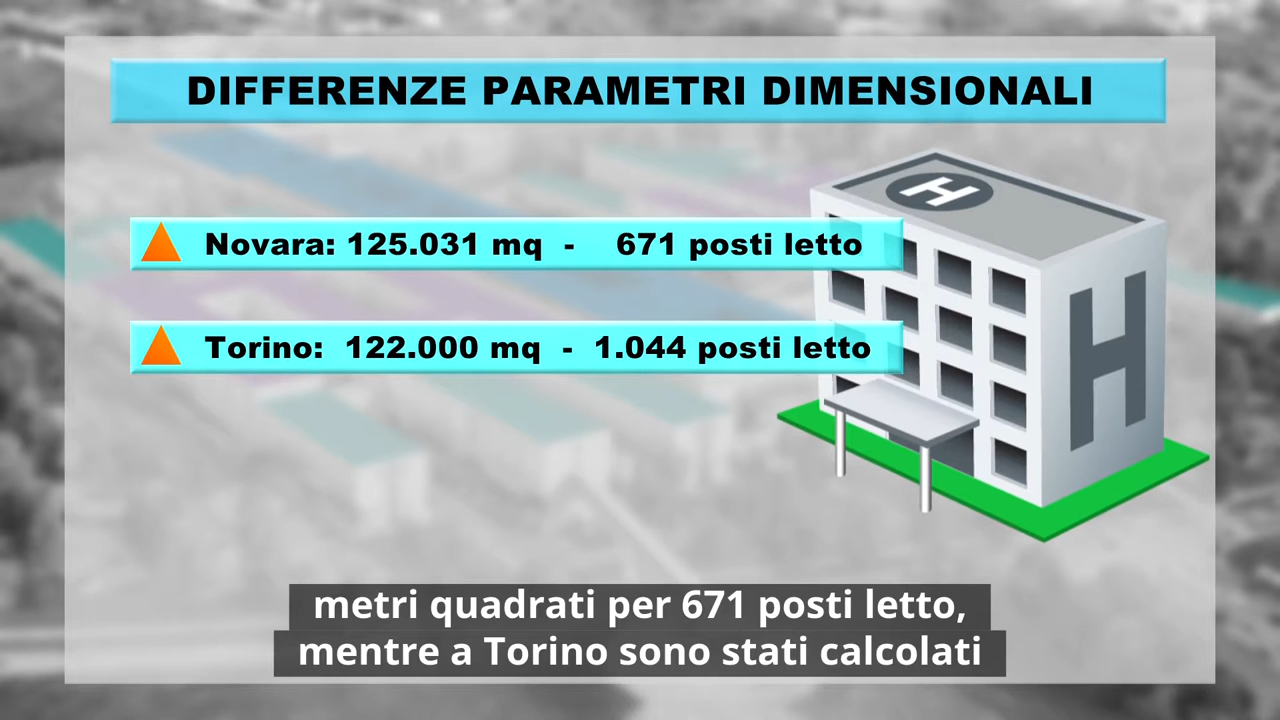 DIFFERENZE PARAMETRI DIMENSIONALI
H
Novara: 125.031 mq - 671 posti letto
H
Torino: 122.000 mq - 1.044 posti letto
metri quadrati per 671 posti letto,
mentre a Torino sono stati calcolati